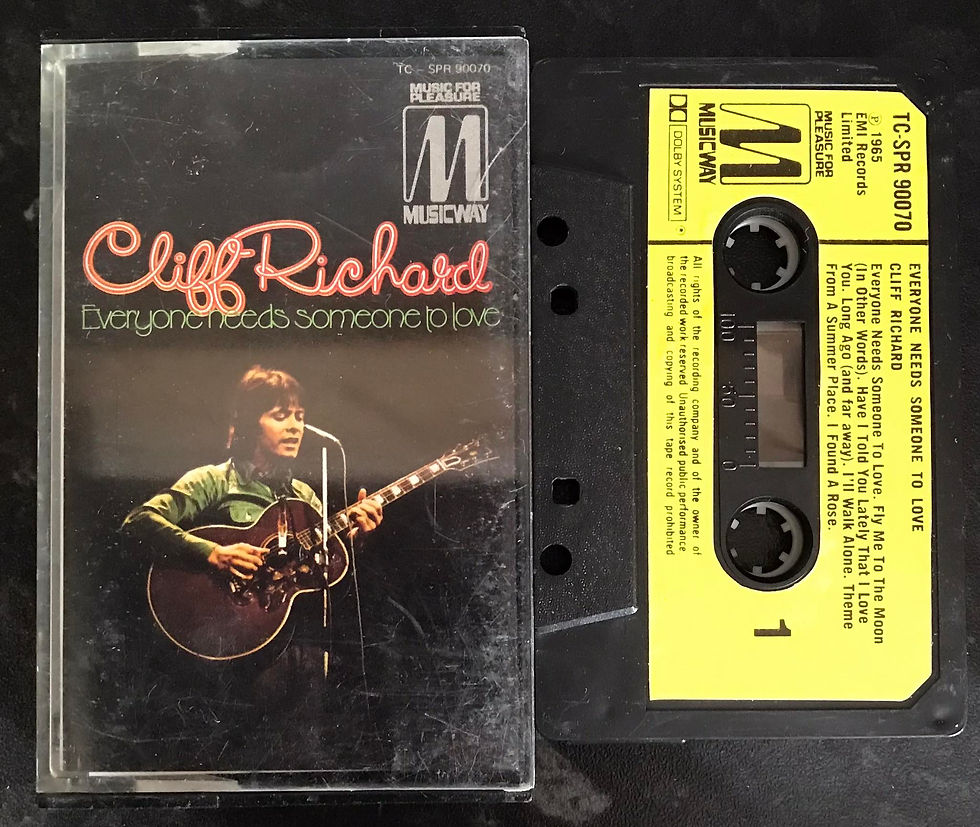 TC - SPR 90070
MUSIC FOR
PLEASURE
MUSICWAY
Cliff Richard
Everyone needs someone to love
TC-SPR 90070
MUSIC FOR
PLEASURE
MUSICWAY
℗ 1965
EMI Records
Limited
DOLBY SYSTEM
EVERYONE NEEDS SOMEONE TO LOVE
CLIFF RICHARD
Everyone Needs Someone To Love. Fly Me To The Moon
(In Other Words). Have I Told You Lately That I Love
You. Long Ago (and far away). I'll Walk Alone. Theme
From A Summer Place. I Found A Rose.
All rights of the recording company and of the owner of
the recorded work reserved Unauthorised public performance
broadcasting and copying of this tape record prohibited
100 50 0
1